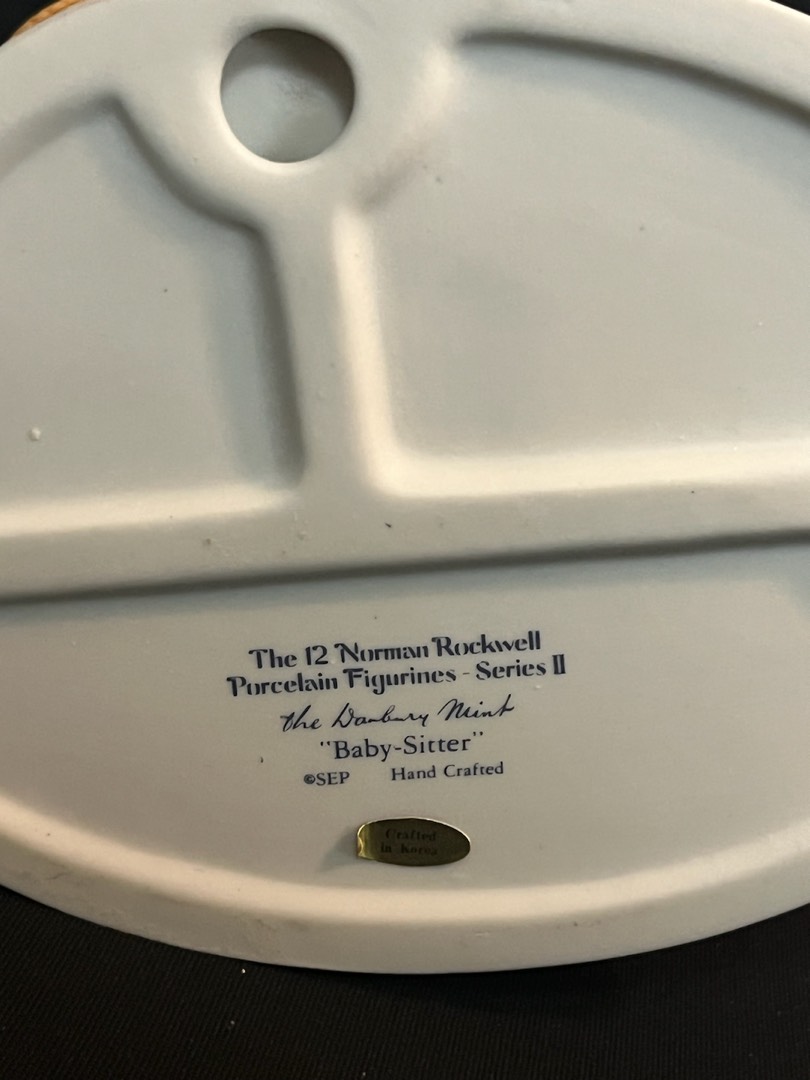 The 12 Norman Rockwell
Porcelain Figurines - Series II
The Danbury Mint
"Baby-Sitter"
©SEP Hand Crafted
Crafted
in Korea